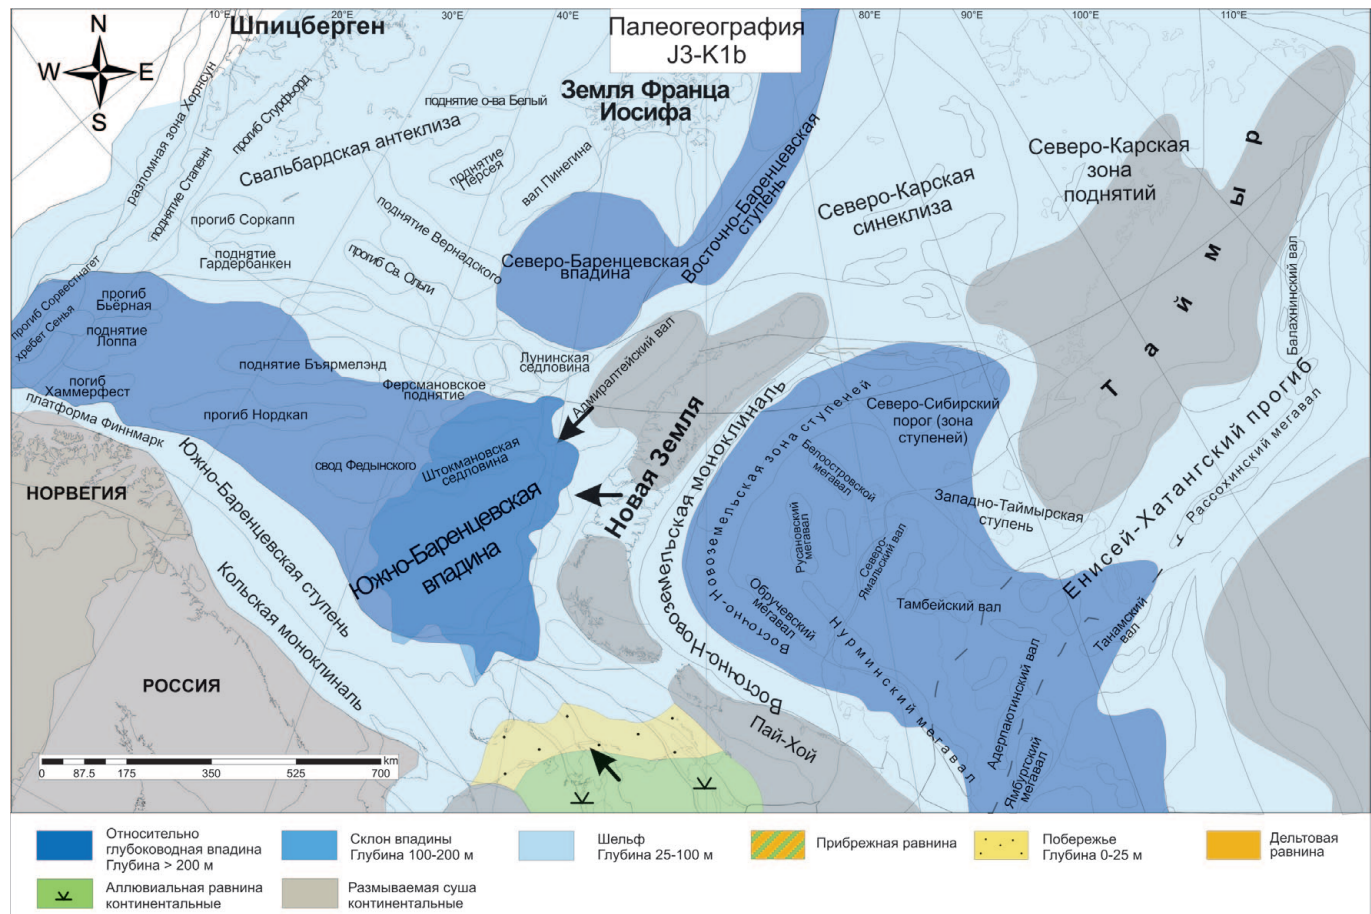 Палеогеография
J3-K1b
10°E
20°E
30°E
40°E
80°E
90°E
100°E
110°E
N
W
E
S
Шпицберген
разломная зона Хорнсун
прогиб Стурфьорд
поднятие Стапенн
Свальбардская антеклиза
поднятие о-ва Белый
Земля Франца
Иосифа
поднятие
Персея
вал Пинегина
прогиб Соркапп
поднятие
Гардербанкен
поднятие Вернадского
прогиб Св. Ольги
Северо-Баренцевская
впадина
Восточно-Баренцевская
ступень
Северо-Карская
синеклиза
Северо-Карская
зона
поднятий
Таймыр
Балахнинский вал
прогиб Сорвестнагет
хребет Сенья
прогиб
Бьёрная
поднятие
Лоппа
погиб
Хаммерфест
платформа Финнмарк
поднятие Бъярмелэнд
прогиб Нордкап
Ферсмановское
поднятие
Лунинская
седловина
Адмиралтейский вал
свод Федынского
Штокмановская
седловина
Южно-Баренцевская
впадина
Новая Земля
Восточно-Новоземельская моноклиналь
Восточно-Новоземельская зона ступеней
Северо-Сибирский
порог (зона
ступеней)
Белоостровской
мегавал
Русановский
мегавал
Северо-
Ямальский вал
Западно-Таймырская
ступень
Енисей-Хатангский прогиб
Рассохинский мегавал
Обручевский
мегавал
Тамбейский вал
Танамский
вал
Нурминский мегавал
Адерпаютинский вал
Ямбургский
мегавал
НОРВЕГИЯ
Южно-Баренцевская ступень
Кольская моноклиналь
РОССИЯ
Пай-Хой
km
0
87.5
175
350
525
700
Относительно
глубоководная впадина
Глубина > 200 м
Склон впадины
Глубина 100-200 м
Шельф
Глубина 25-100 м
Прибрежная равнина
Побережье
Глубина 0-25 м
Дельтовая
равнина
Аллювиальная равнина
континентальные
Размываемая суша
континентальные